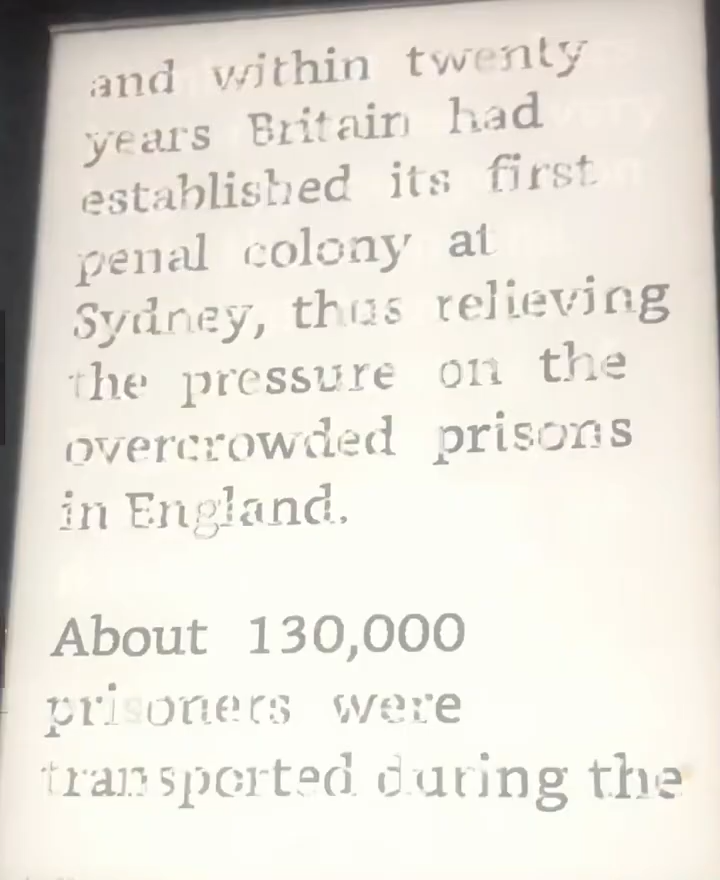 and within twenty
years Britain had
established its first
penal colony at
Sydney, thus relieving
the pressure on the
overcrowded prisons
in England.
About 130,000
prisoners were
transported during the